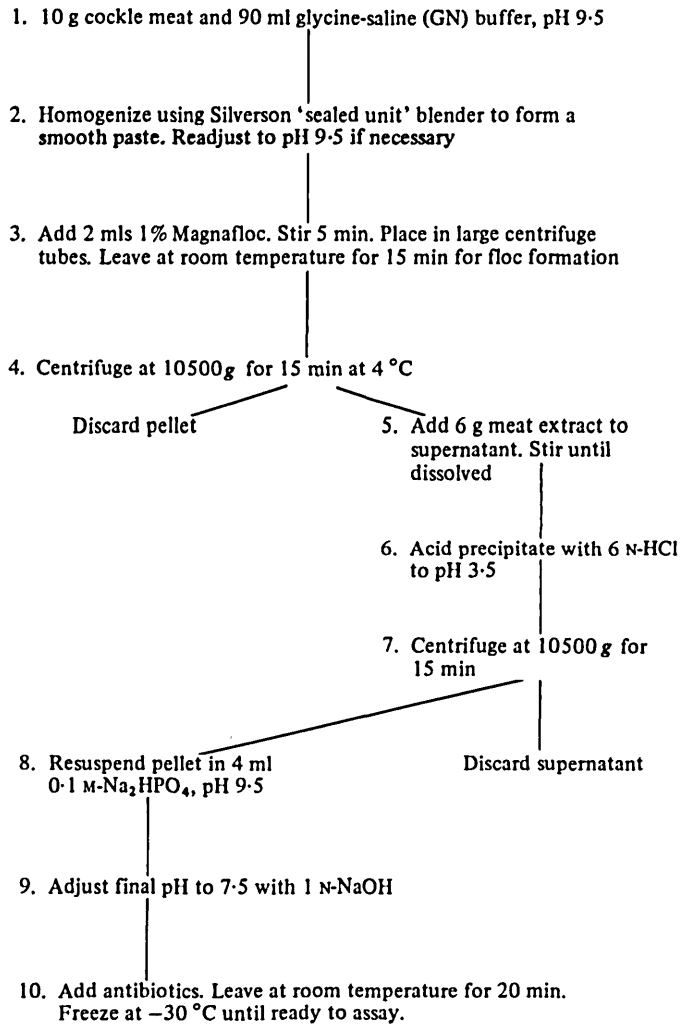 1. 10 g cockle meat and 90 ml glycine-saline (GN) buffer, pH 9·5
2. Homogenize using Silverson ‘sealed unit’ blender to form a
smooth paste. Readjust to pH 9·5 if necessary
3. Add 2 mls 1% Magnafloc. Stir 5 min. Place in large centrifuge
tubes. Leave at room temperature for 15 min for floc formation
4. Centrifuge at 10500g for 15 min at 4 °C
Discard pellet
5. Add 6 g meat extract to
supernatant. Stir until
dissolved
6. Acid precipitate with 6 N-HCl
to pH 3·5
7. Centrifuge at 10500g for
15 min
8. Resuspend pellet in 4 ml
0·1 M-Na₂HPO₄, pH 9·5
Discard supernatant
9. Adjust final pH to 7·5 with 1 N-NaOH
10. Add antibiotics. Leave at room temperature for 20 min.
Freeze at −30 °C until ready to assay.